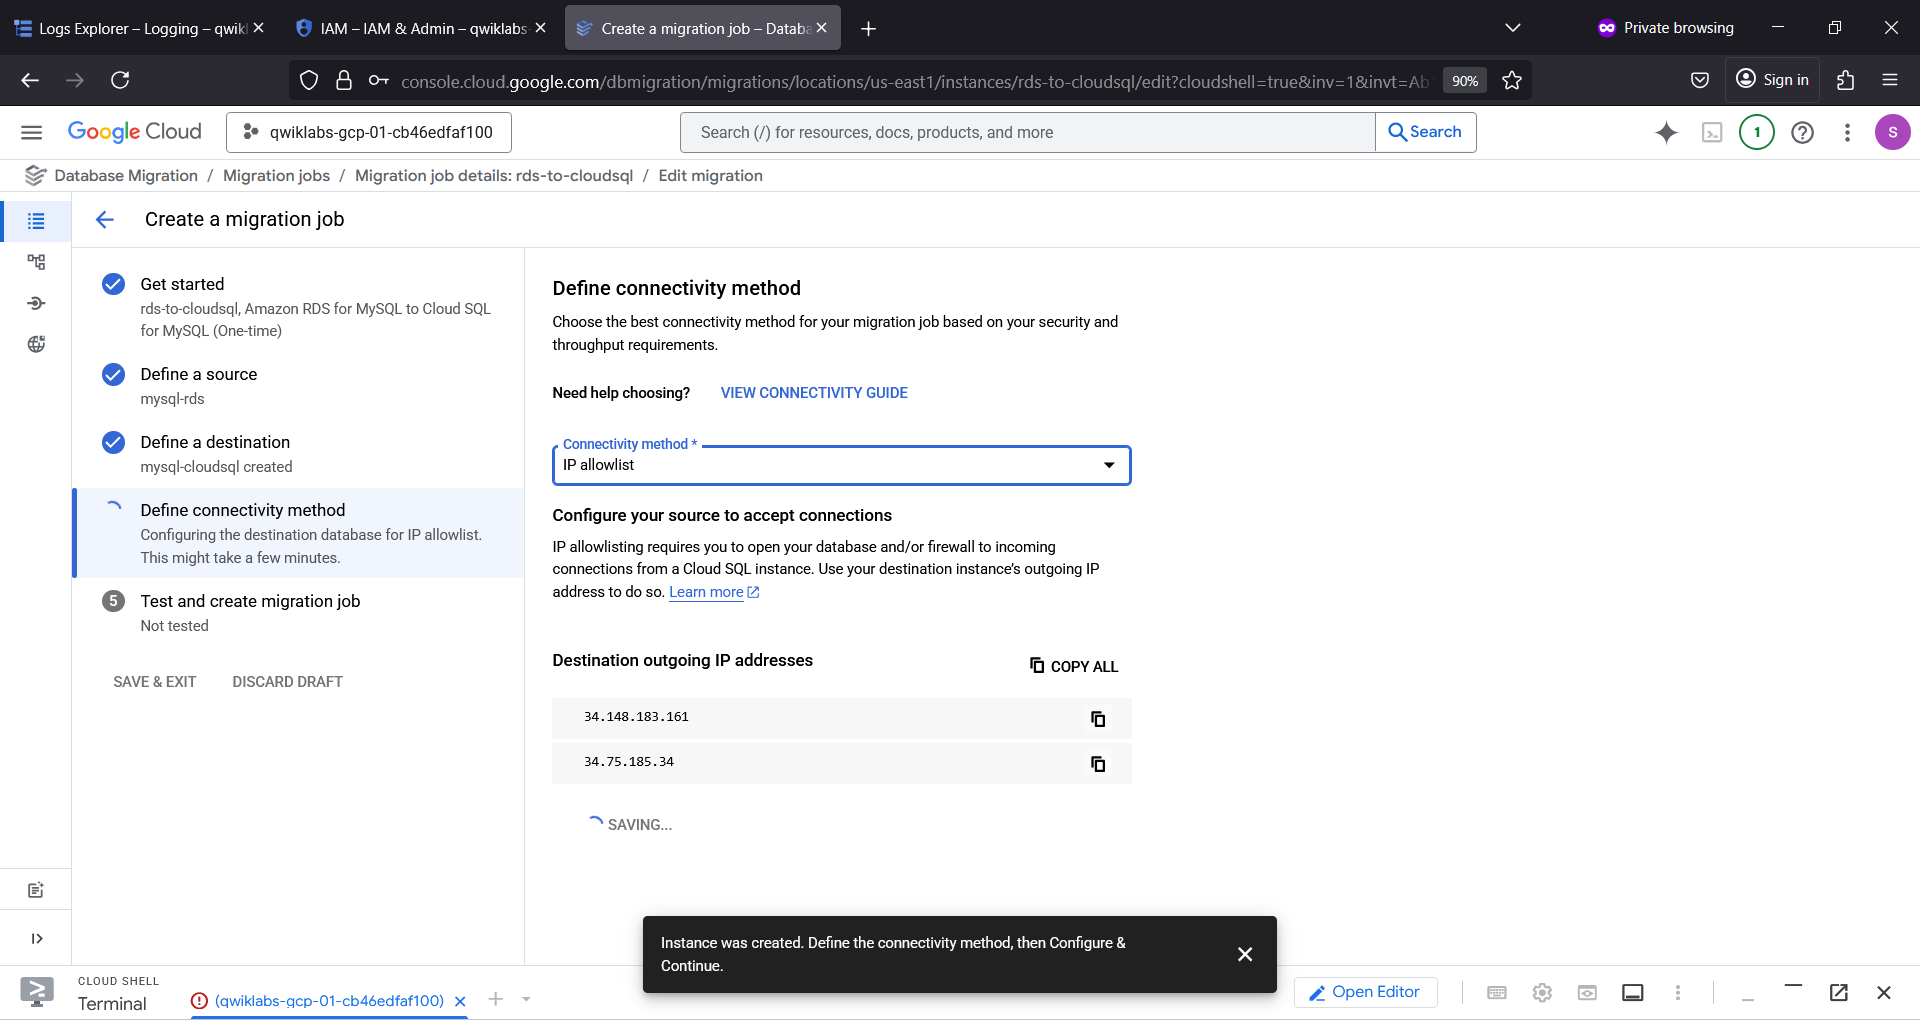 Logs Explorer – Logging – qwikl
IAM – IAM & Admin – qwiklabs-
Create a migration job – Databa
Private browsing
console.cloud.google.com/dbmigration/migrations/locations/us-east1/instances/rds-to-cloudsql/edit?cloudshell=true&inv=1&invt=Ab
90%
Sign in
Google Cloud
qwiklabs-gcp-01-cb46edfaf100
Search (/) for resources, docs, products, and more
Search
1
S
Database Migration / Migration jobs / Migration job details: rds-to-cloudsql / Edit migration
Create a migration job
Get started
rds-to-cloudsql, Amazon RDS for MySQL to Cloud SQL
for MySQL (One-time)
Define a source
mysql-rds
Define a destination
mysql-cloudsql created
Define connectivity method
Configuring the destination database for IP allowlist.
This might take a few minutes.
5
Test and create migration job
Not tested
SAVE & EXIT
DISCARD DRAFT
Define connectivity method
Choose the best connectivity method for your migration job based on your security and
throughput requirements.
Need help choosing?
VIEW CONNECTIVITY GUIDE
Connectivity method *
IP allowlist
Configure your source to accept connections
IP allowlisting requires you to open your database and/or firewall to incoming
connections from a Cloud SQL instance. Use your destination instance's outgoing IP
address to do so. Learn more
Destination outgoing IP addresses
COPY ALL
34.148.183.161
34.75.185.34
SAVING...
Instance was created. Define the connectivity method, then Configure &
Continue.
CLOUD SHELL
Terminal
(qwiklabs-gcp-01-cb46edfaf100)
Open Editor